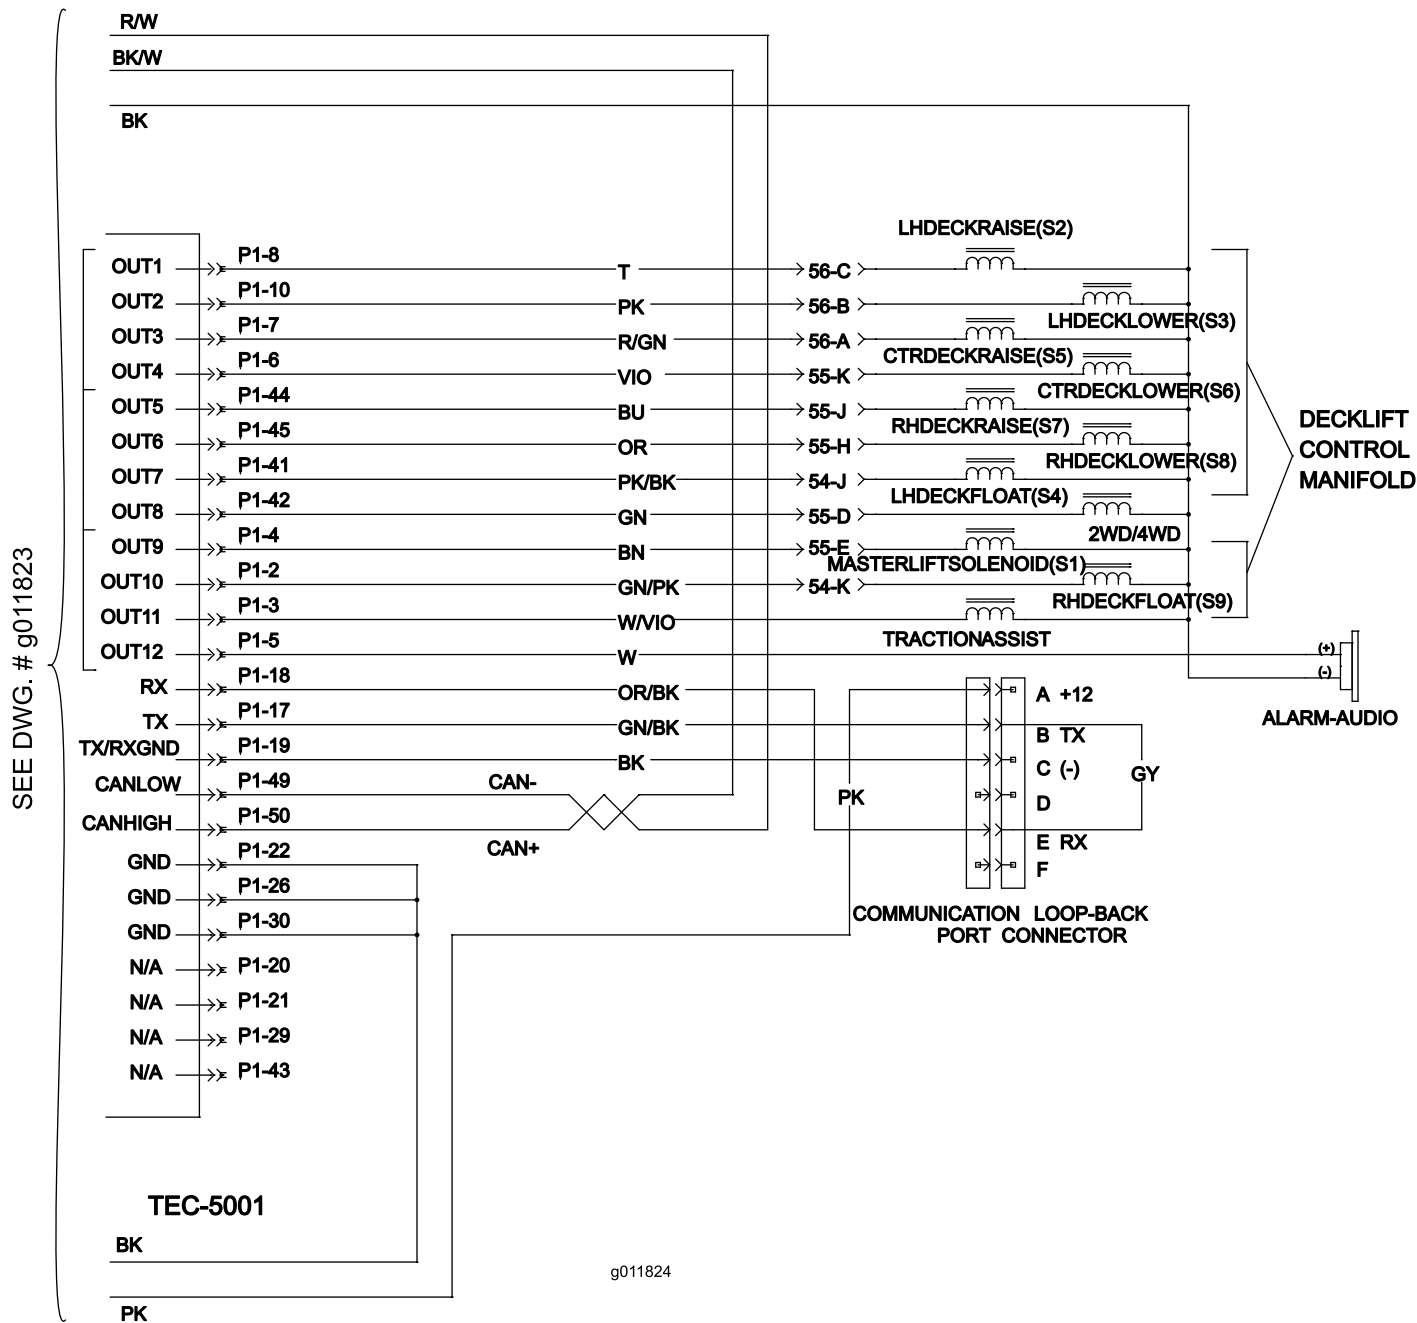 R/W
BK/W
BK
SEE DWG. # g011823
OUT1 P1-8 T 56-C LHDECKRAISE(S2)
OUT2 P1-10 PK 56-B LHDECKLOWER(S3)
OUT3 P1-7 R/GN 56-A CTRDECKRAISE(S5)
OUT4 P1-6 VIO 55-K CTRDECKLOWER(S6)
OUT5 P1-44 BU 55-J RHDECKRAISE(S7)
OUT6 P1-45 OR 55-H RHDECKLOWER(S8)
OUT7 P1-41 PK/BK 54-J LHDECKFLOAT(S4)
OUT8 P1-42 GN 55-D 2WD/4WD
OUT9 P1-4 BN 55-E MASTERLIFTSOLENOID(S1)
OUT10 P1-2 GN/PK 54-K RHDECKFLOAT(S9)
OUT11 P1-3 W/VIO TRACTIONASSIST
OUT12 P1-5 W (+)
(-)
ALARM-AUDIO
DECKLIFT
CONTROL
MANIFOLD
RX P1-18 OR/BK A +12
TX P1-17 GN/BK B TX
TX/RXGND P1-19 BK C (-)
GY
PK
CANLOW P1-49 CAN- D
CANHIGH P1-50 CAN+ E RX
F
COMMUNICATION LOOP-BACK
PORT CONNECTOR
GND P1-22
GND P1-26
GND P1-30
N/A P1-20
N/A P1-21
N/A P1-29
N/A P1-43
TEC-5001
BK
g011824
PK